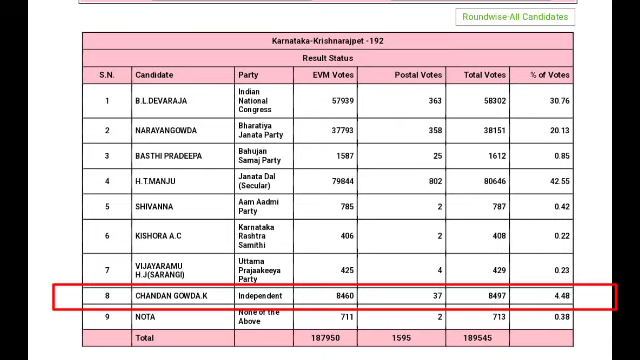 Roundwise-All Candidates
Karnataka-Krishnarajpet -192
Result Status
S.N. Candidate Party EVM Votes Postal Votes Total Votes % of Votes
1 B.L.DEVARAJA Indian National Congress 57939 363 58302 30.76
2 NARAYANGOWDA Bharatiya Janata Party 37793 358 38151 20.13
3 BASTHI PRADEEPA Bahujan Samaj Party 1587 25 1612 0.85
4 H.T.MANJU Janata Dal (Secular) 79844 802 80646 42.55
5 SHIVANNA Aam Aadmi Party 785 2 787 0.42
6 KISHORA A.C Karnataka Rashtra Samithi 406 2 408 0.22
7 VIJAYARAMU H.J(SARANGI) Uttama Prajaakeeya Party 425 4 429 0.23
8 CHANDAN GOWDA.K Independent 8460 37 8497 4.48
9 NOTA None of the Above 711 2 713 0.38
Total 187950 1595 189545